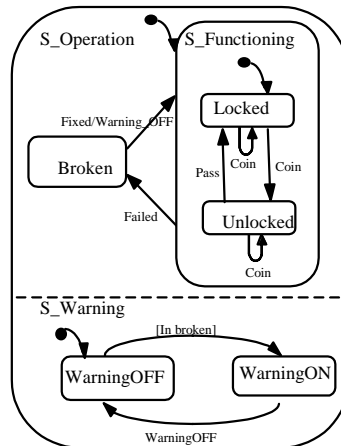 S_Operation
S_Functioning
Fixed/Warning_OFF
Locked
Coin
Pass
Coin
Broken
Failed
Unlocked
Coin
S_Warning
[In broken]
WarningOFF
WarningON
WarningOFF